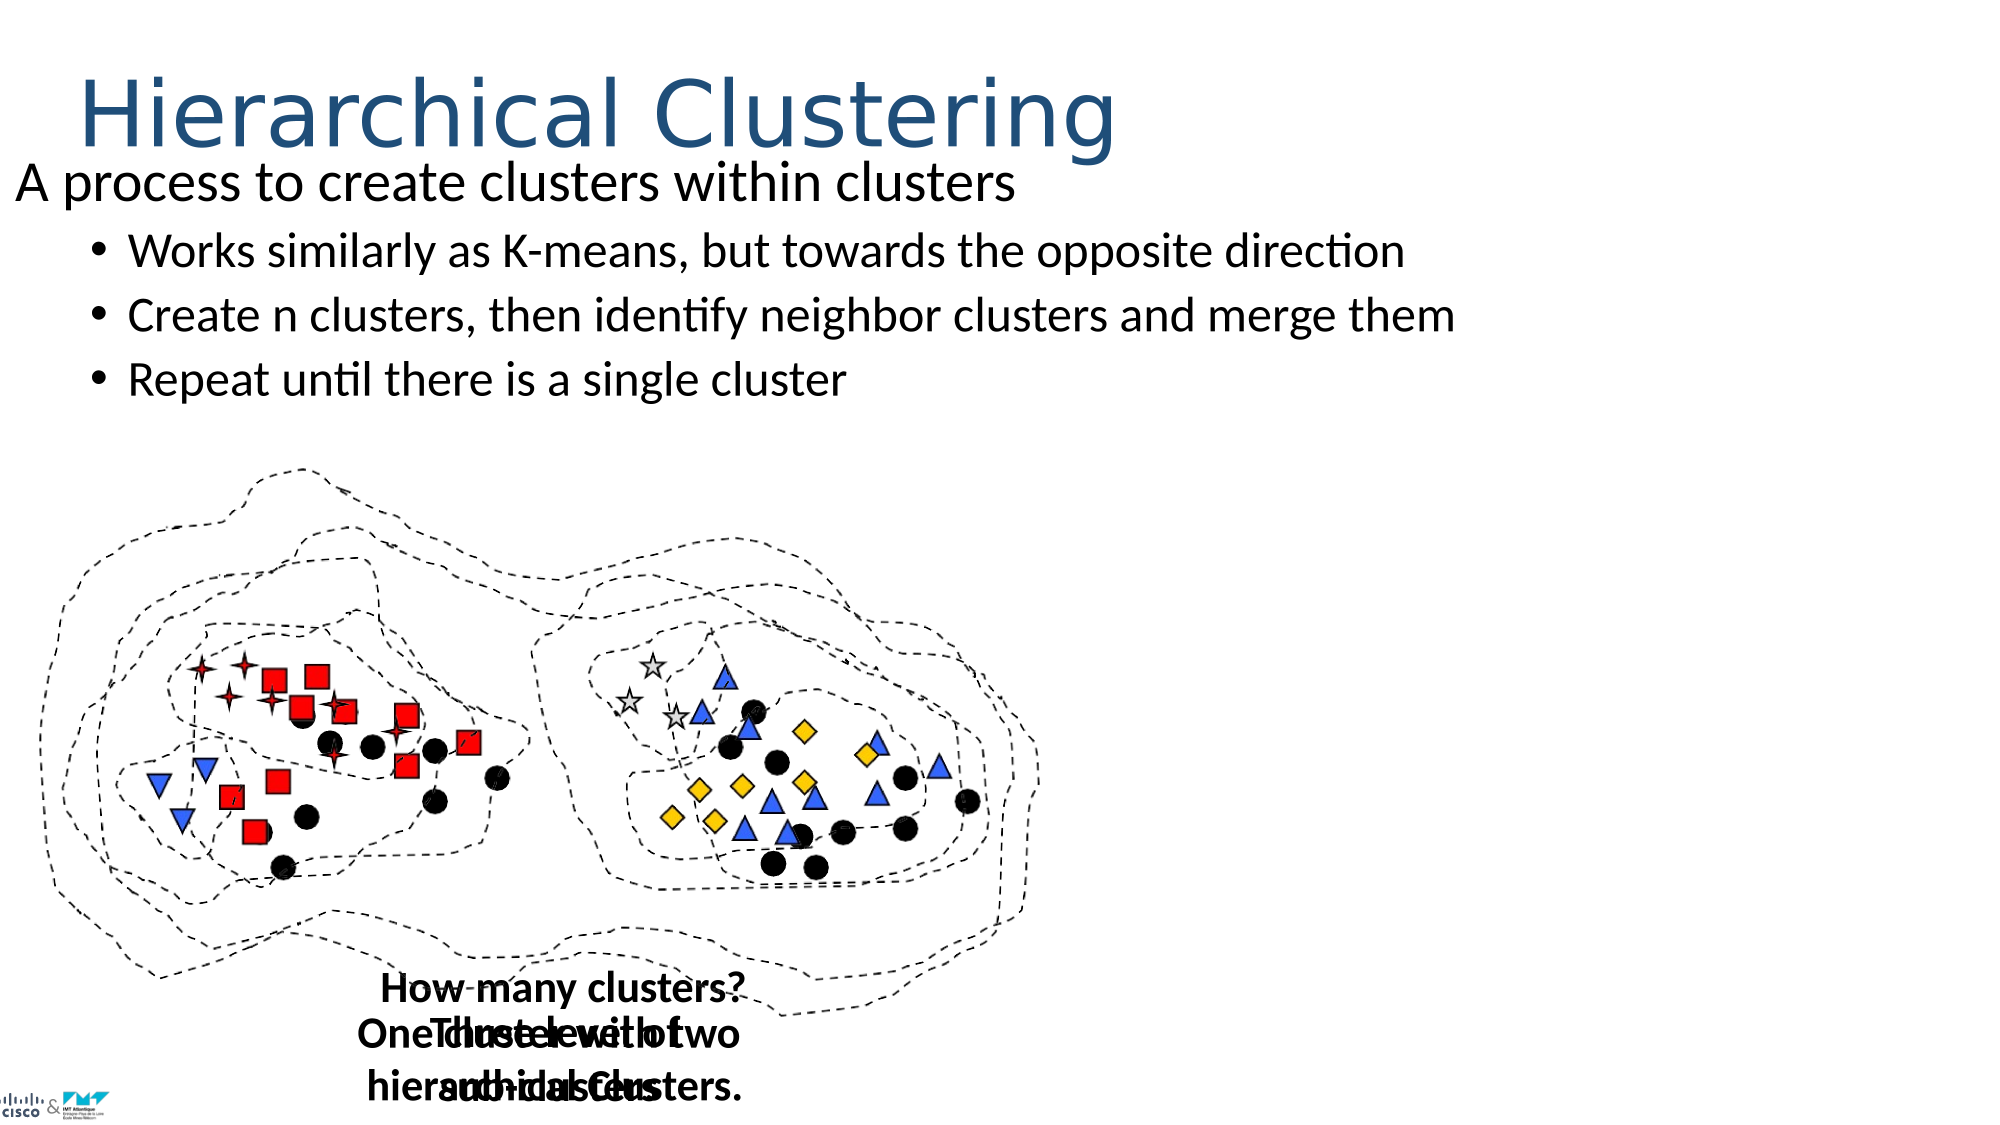 Hierarchical Clustering
A process to create clusters within clusters
• Works similarly as K-means, but towards the opposite direction
• Create n clusters, then identify neighbor clusters and merge them
• Repeat until there is a single cluster
How many clusters?
One cluster with two
sub-clusters
Three level of
hierarchical Clusters.
CISCO & IMT Atlantique